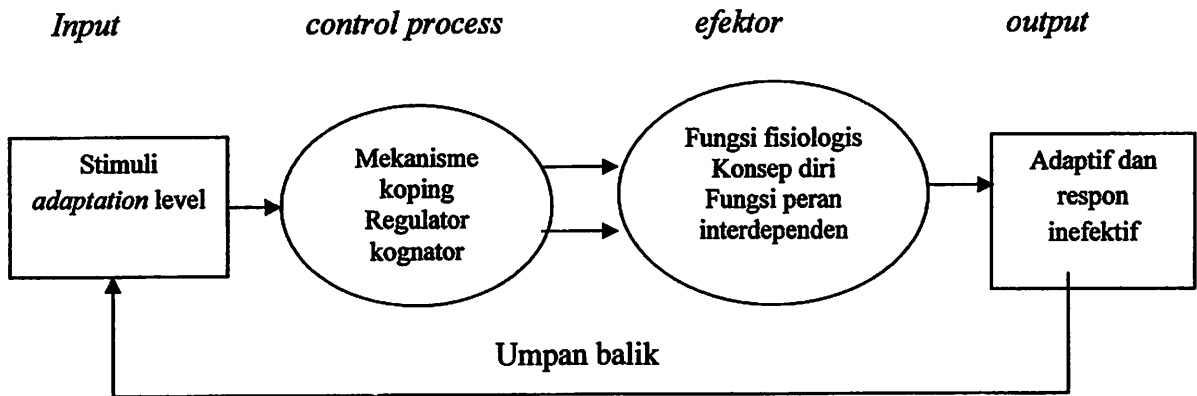 Input control process efektor output
Stimuli
adaptation level
Mekanisme
koping
Regulator
kognator
Fungsi fisiologis
Konsep diri
Fungsi peran
interdependen
Adaptif dan
respon
inefektif
Umpan balik